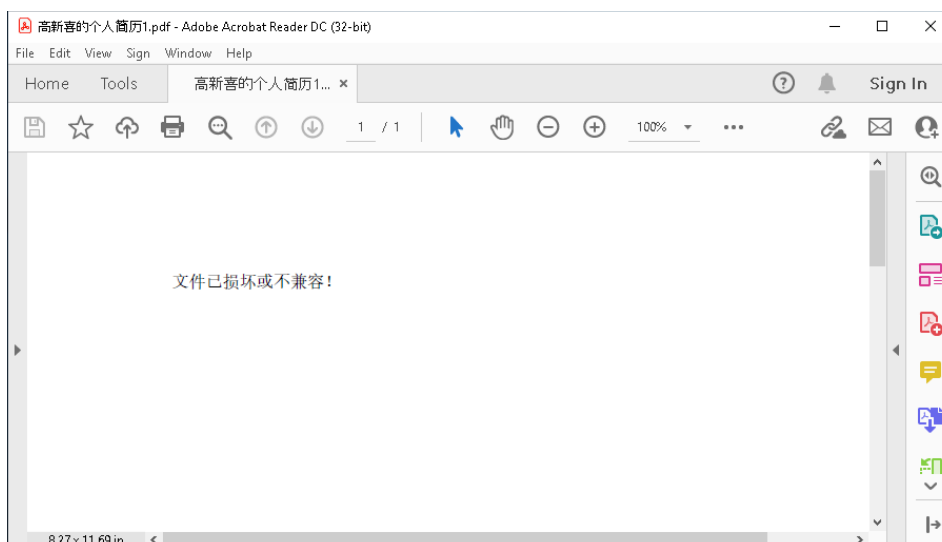 高新喜的个人简历1.pdf - Adobe Acrobat Reader DC (32-bit)
File Edit View Sign Window Help
Home Tools 高新喜的个人简历1... × Sign In
1 / 1 100%
文件已损坏或不兼容!
8.27 x 11.69 in